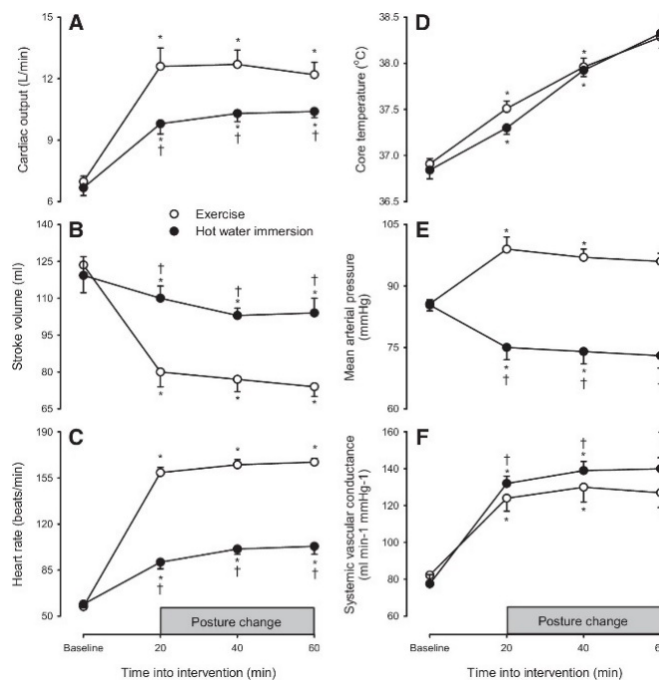 A
15
12
9
6
Cardiac output (L/min)
* * *
* * *
† † †
Exercise
Hot water immersion
B
140
125
110
95
80
65
Stroke volume (ml)
† † †
* * *
* * *
C
190
155
120
85
50
Heart rate (beats/min)
* * *
* * *
† † †
Posture change
Baseline 20 40 60
Time into intervention (min)
D
38.5
38.0
37.5
37.0
36.5
Core temperature (°C)
* *
* *
E
105
95
85
75
65
Mean arterial pressure
(mmHg)
* *
* *
† †
F
160
140
120
100
80
60
Systemic vascular conductance
(ml min-1 mmHg-1)
† †
* *
* *
Posture change
Baseline 20 40 60
Time into intervention (min)